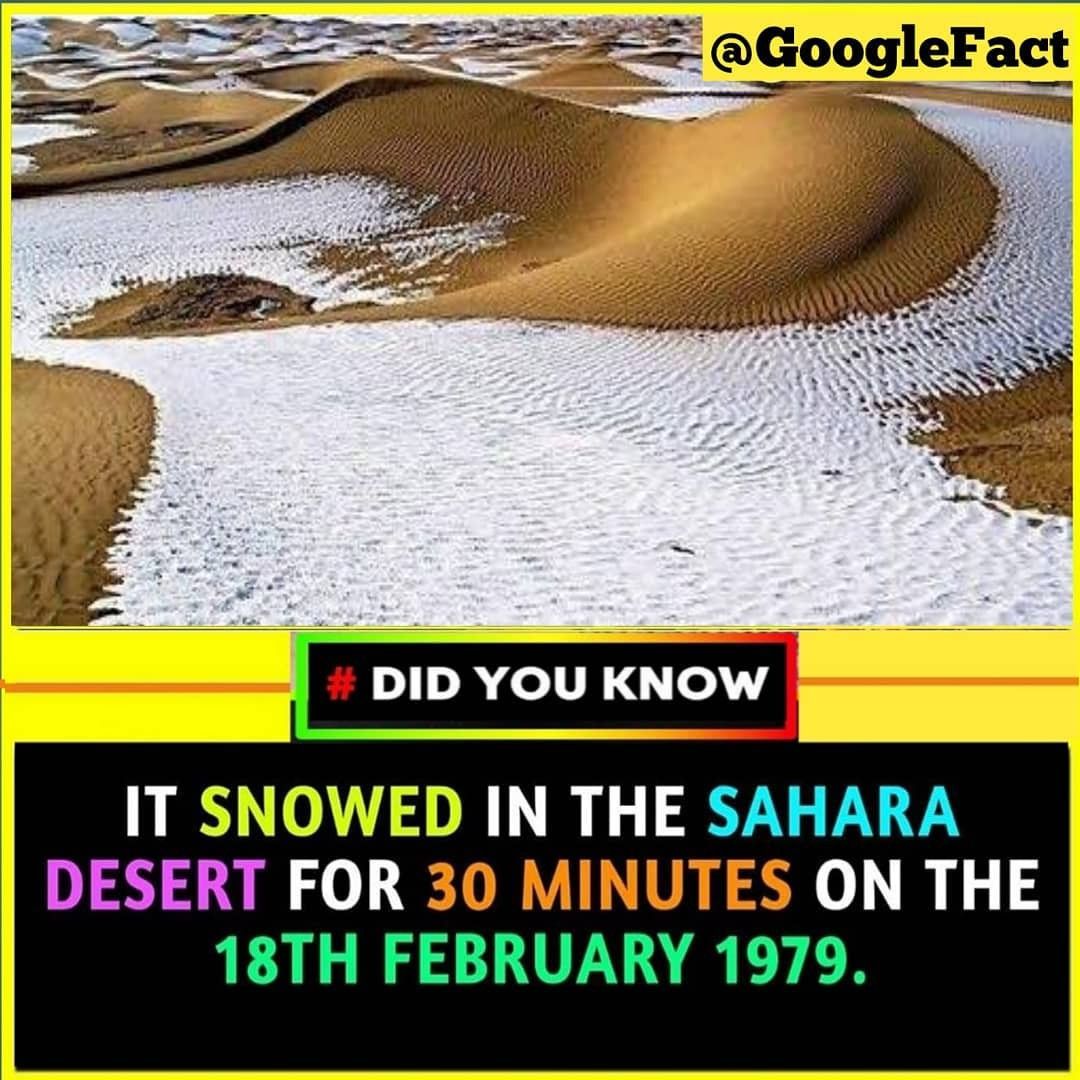 @GoogleFact
# DID YOU KNOW
IT SNOWED IN THE SAHARA
DESERT FOR 30 MINUTES ON THE
18TH FEBRUARY 1979.